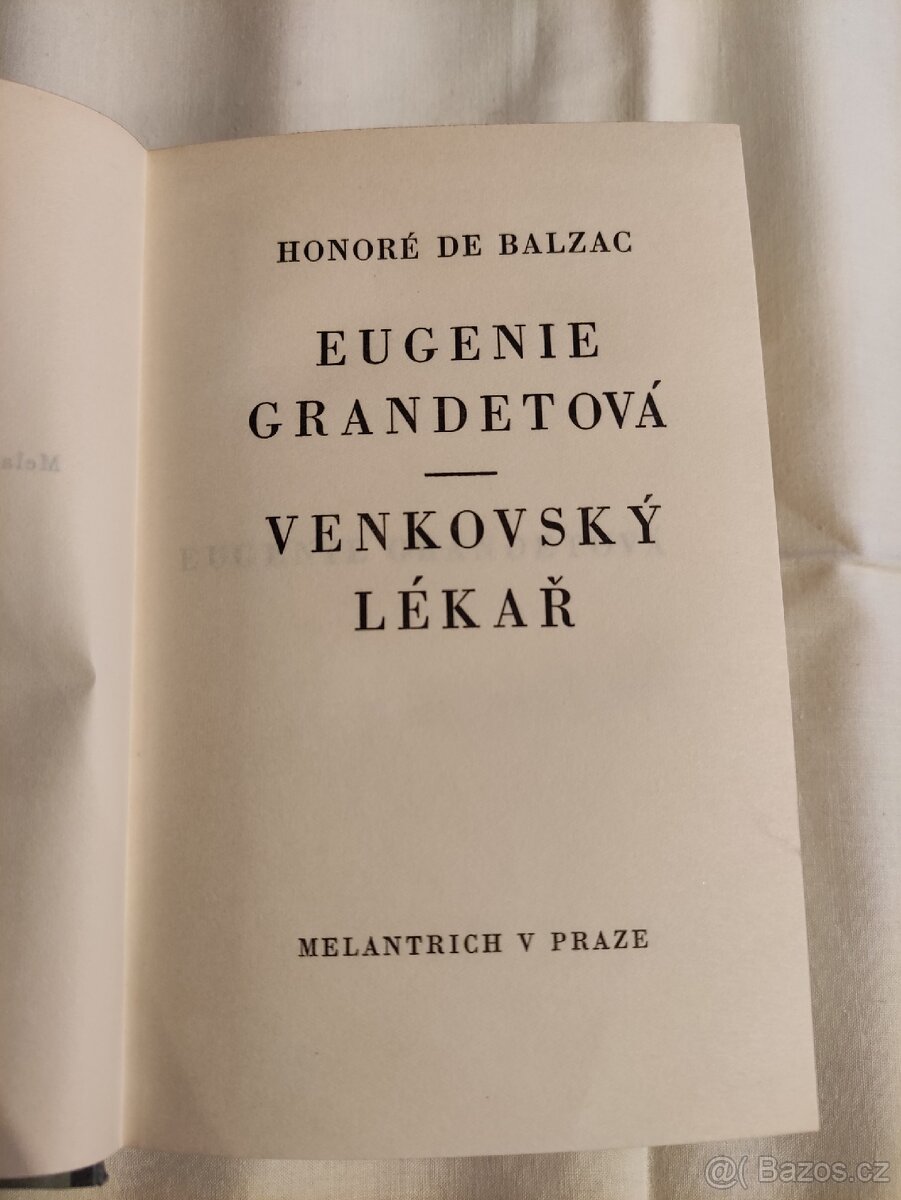 HONORÉ DE BALZAC
EUGENIE
GRANDETOVÁ
VENKOVSKÝ
LÉKAŘ
MELANTRICH V PRAZE
@( Bazos.cz